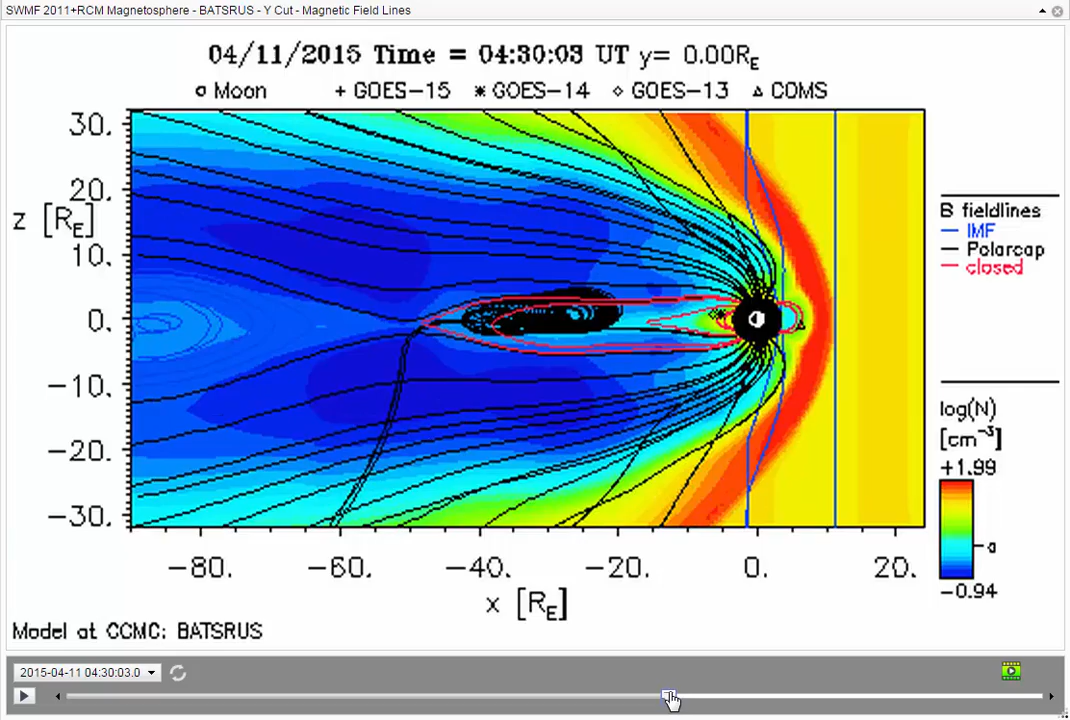 SWMF 2011+RCM Magnetosphere - BATSRUS - Y Cut - Magnetic Field Lines
04/11/2015 Time = 04:30:03 UT y= 0.00RE
Moon + GOES-15 GOES-14 GOES-13 COMS
30.
20.
z [RE]
10.
0.
-10.
-20.
-30.
-80. -60. -40. -20. 0. 20.
x [RE]
B fieldlines
IMF
Polarcap
closed
log(N)
[cm-3]
+1.99
-0.94
Model at CCMC: BATSRUS
2015-04-11 04:30:03.0